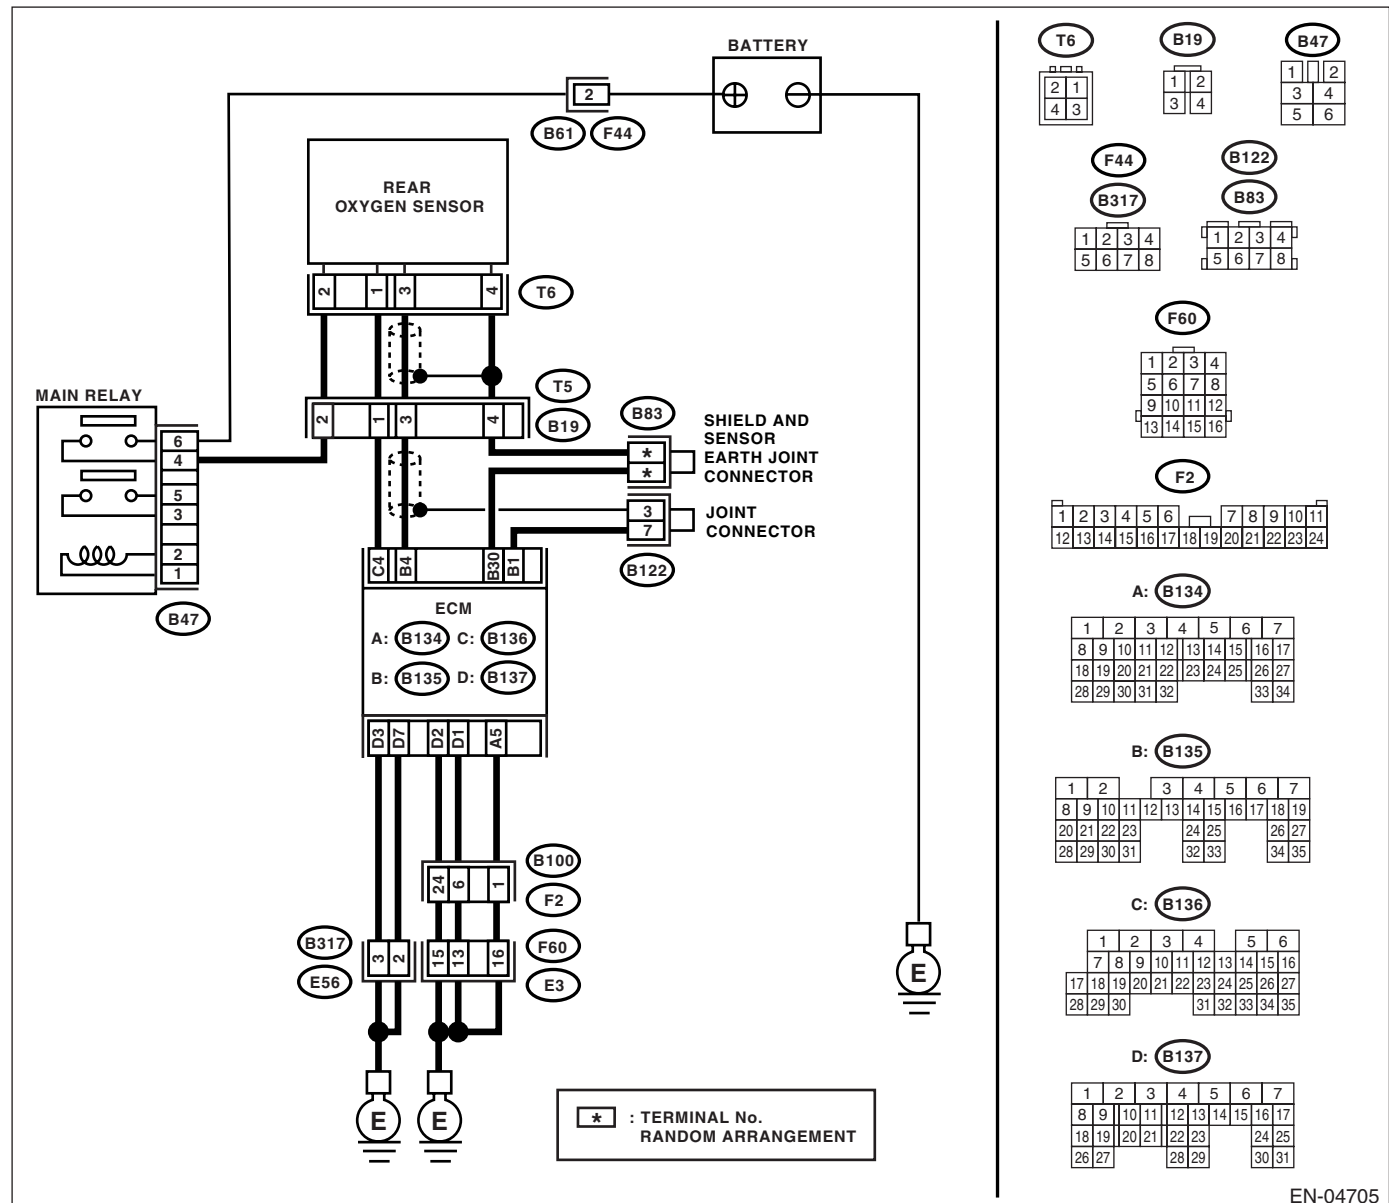 BATTERY
2
B61 F44
REAR
OXYGEN SENSOR
2 1 3 4
T6
MAIN RELAY
6
4
5
3
2
1
B47
T5
B19
2 1 3 4
B83
*
*
SHIELD AND
SENSOR
EARTH JOINT
CONNECTOR
3
7
JOINT
CONNECTOR
B122
C4 B4 B30 B1
ECM
A: B134 C: B136
B: B135 D: B137
D3 D7 D2 D1 A5
B100
24 6 1
F2
B317
3 2
E56
15 13 16
F60
E3
E
E
E
* : TERMINAL No.
RANDOM ARRANGEMENT
T6
2 1
4 3
B19
1 2
3 4
B47
1 2
3 4
5 6
F44
B317
1 2 3 4
5 6 7 8
B122
B83
1 2 3 4
5 6 7 8
F60
1 2 3 4
5 6 7 8
9 10 11 12
13 14 15 16
F2
1 2 3 4 5 6 7 8 9 10 11
12 13 14 15 16 17 18 19 20 21 22 23 24
A: B134
1 2 3 4 5 6 7
8 9 10 11 12 13 14 15 16 17
18 19 20 21 22 23 24 25 26 27
28 29 30 31 32 33 34
B: B135
1 2 3 4 5 6 7
8 9 10 11 12 13 14 15 16 17 18 19
20 21 22 23 24 25 26 27
28 29 30 31 32 33 34 35
C: B136
1 2 3 4 5 6
7 8 9 10 11 12 13 14 15 16
17 18 19 20 21 22 23 24 25 26 27
28 29 30 31 32 33 34 35
D: B137
1 2 3 4 5 6 7
8 9 10 11 12 13 14 15 16 17
18 19 20 21 22 23 24 25
26 27 28 29 30 31
EN-04705